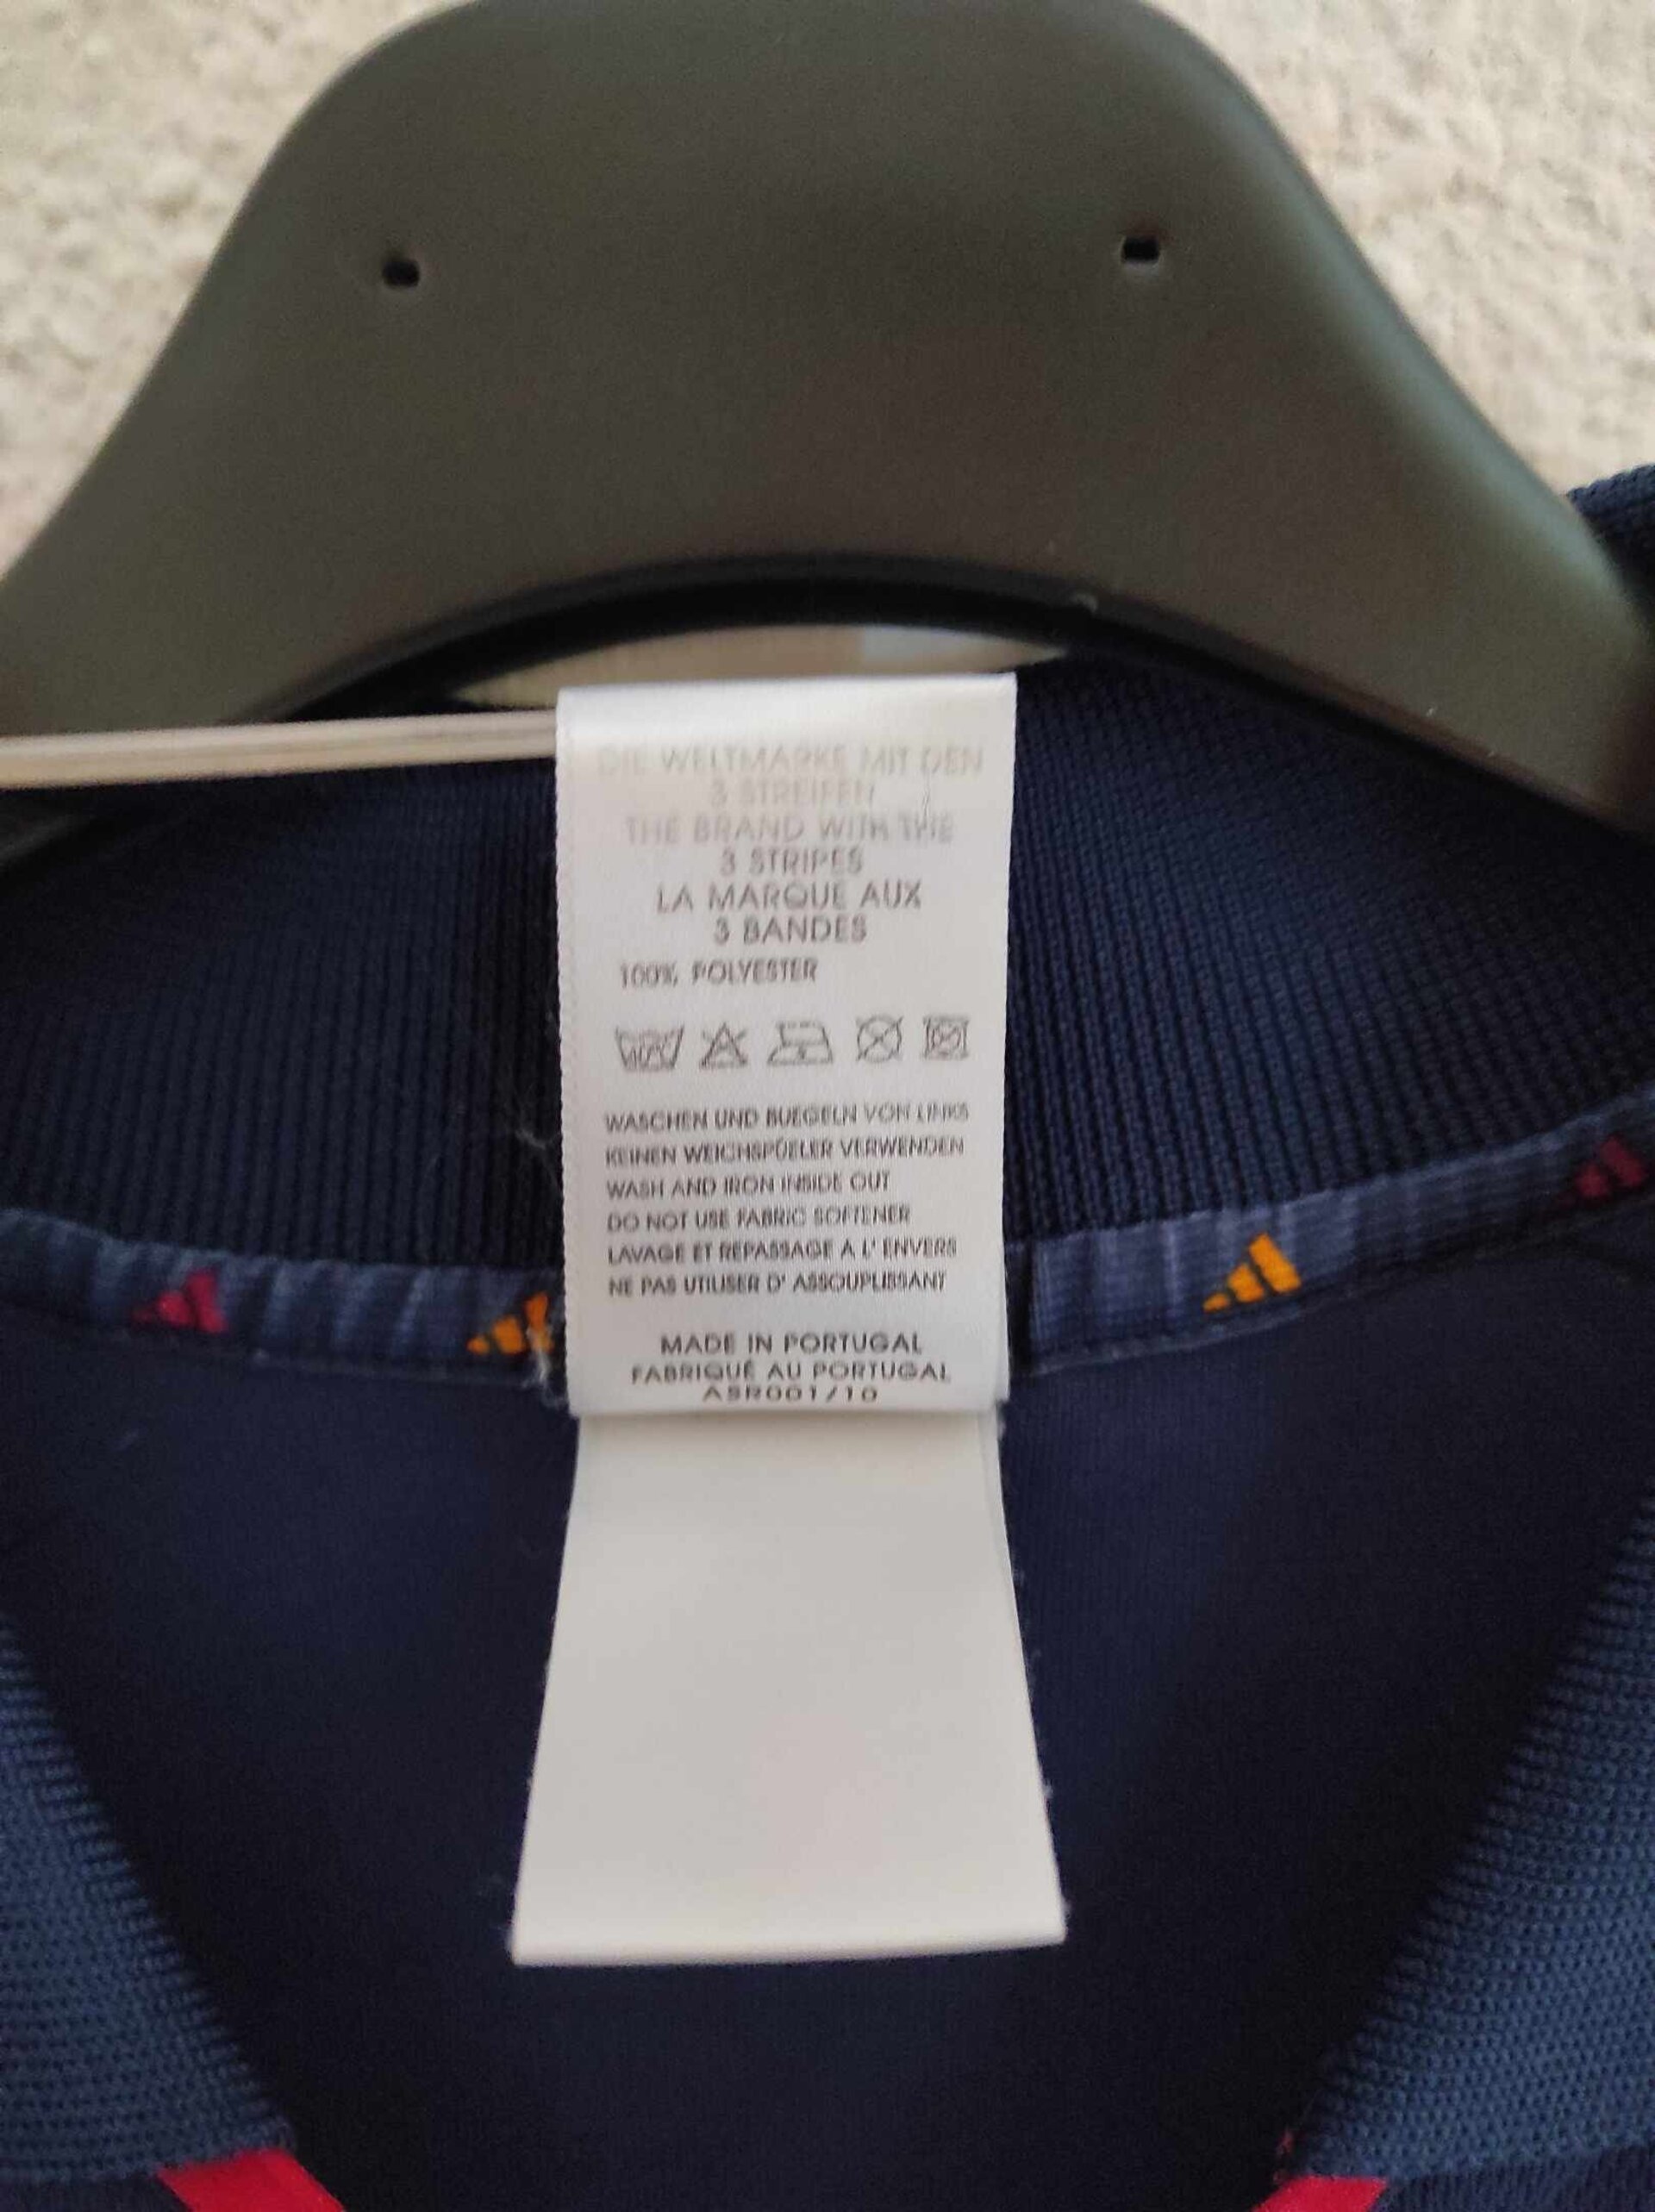 DIE WELTMARKE MIT DEN
3 STREIFEN
THE BRAND WITH THE
3 STRIPES
LA MARQUE AUX
3 BANDES
100% POLYESTER
WASCHEN UND BUEGELN VON LINKS
KEINEN WEICHSPÜELER VERWENDEN
WASH AND IRON INSIDE OUT
DO NOT USE FABRIC SOFTENER
LAVAGE ET REPASSAGE A L' ENVERS
NE PAS UTILISER D' ASSOUPLISSANT
MADE IN PORTUGAL
FABRIQUÉ AU PORTUGAL
ASR001/10